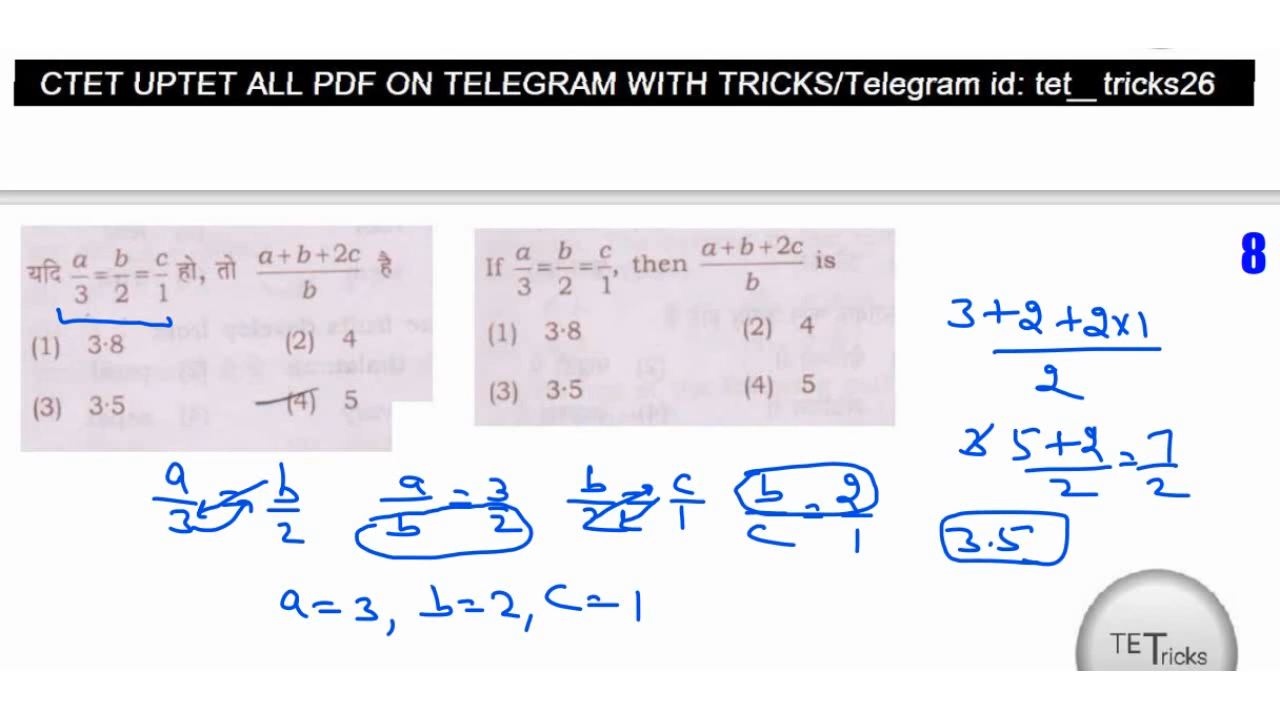 CTET UPTET ALL PDF ON TELEGRAM WITH TRICKS/Telegram id: tet__ tricks26
यदि a/3 = b/2 = c/1 हो, तो (a+b+2c)/b है
(1) 3·8 (2) 4
(3) 3·5 (4) 5
If a/3 = b/2 = c/1, then (a+b+2c)/b is
(1) 3·8 (2) 4
(3) 3·5 (4) 5
8
(3+2+2×1)/2
(5+2)/2 = 7/2
3.5
a/3 = b/2 a/b = 3/2 b/2 = c/1 b/c = 2/1
a=3, b=2, c=1
TETricks